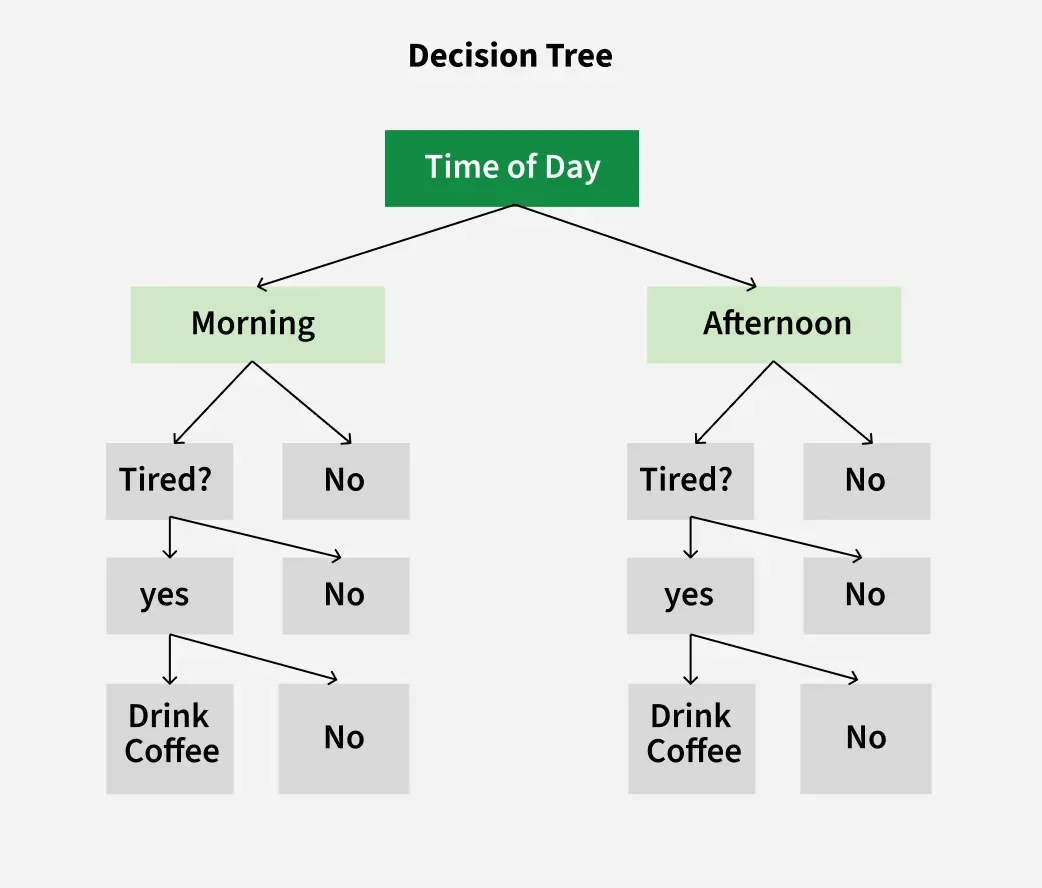 Decision Tree
Time of Day
Morning
Afternoon
Tired?
No
Tired?
No
yes
No
yes
No
Drink
Coffee
No
Drink
Coffee
No